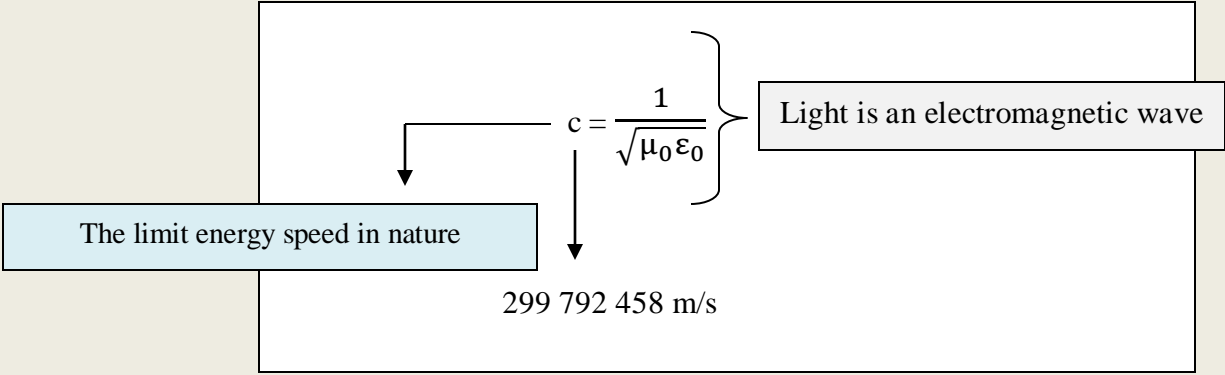 c = 1/√μ₀ε₀
Light is an electromagnetic wave
The limit energy speed in nature
299 792 458 m/s